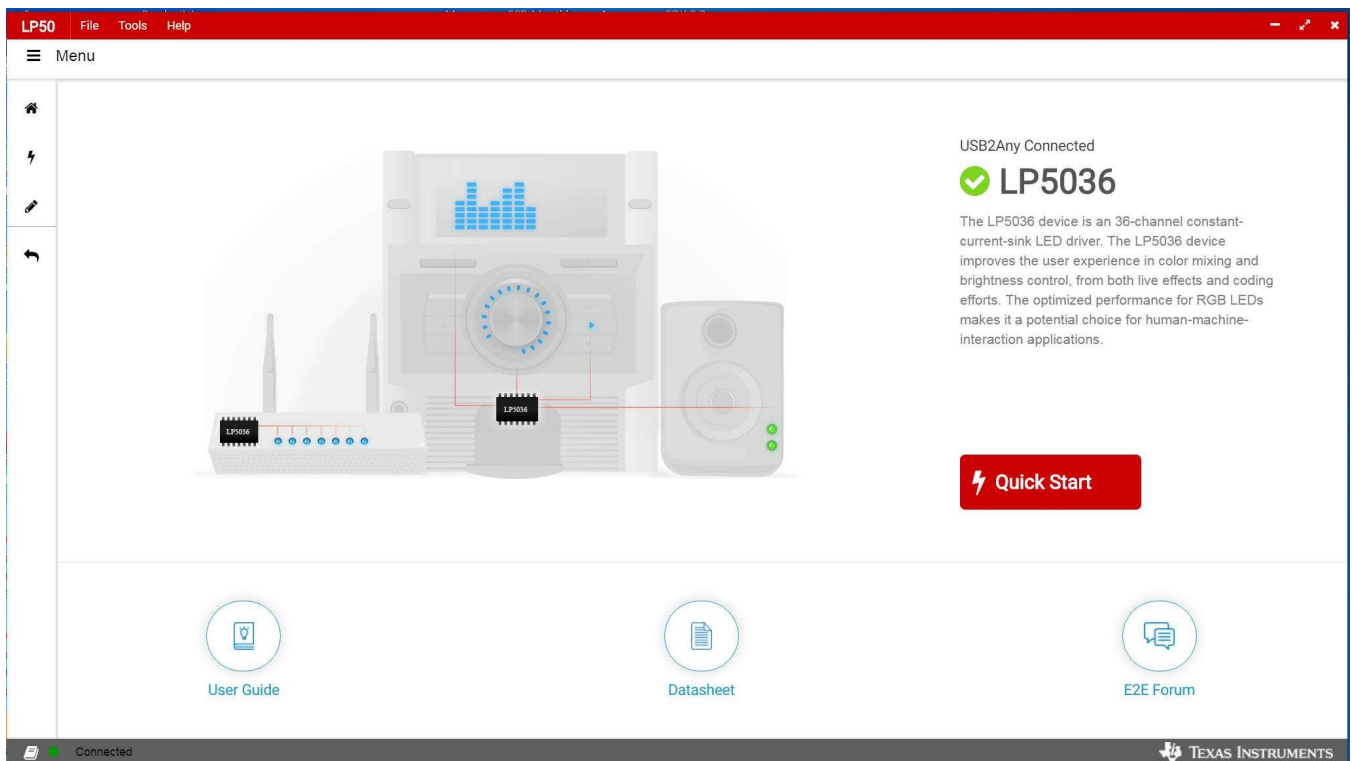 LP50 File Tools Help
Menu
USB2Any Connected
LP5036
The LP5036 device is an 36-channel constant-
current-sink LED driver. The LP5036 device
improves the user experience in color mixing and
brightness control, from both live effects and coding
efforts. The optimized performance for RGB LEDs
makes it a potential choice for human-machine-
interaction applications.
LP5036
LP5036
Quick Start
User Guide
Datasheet
E2E Forum
Connected
TEXAS INSTRUMENTS